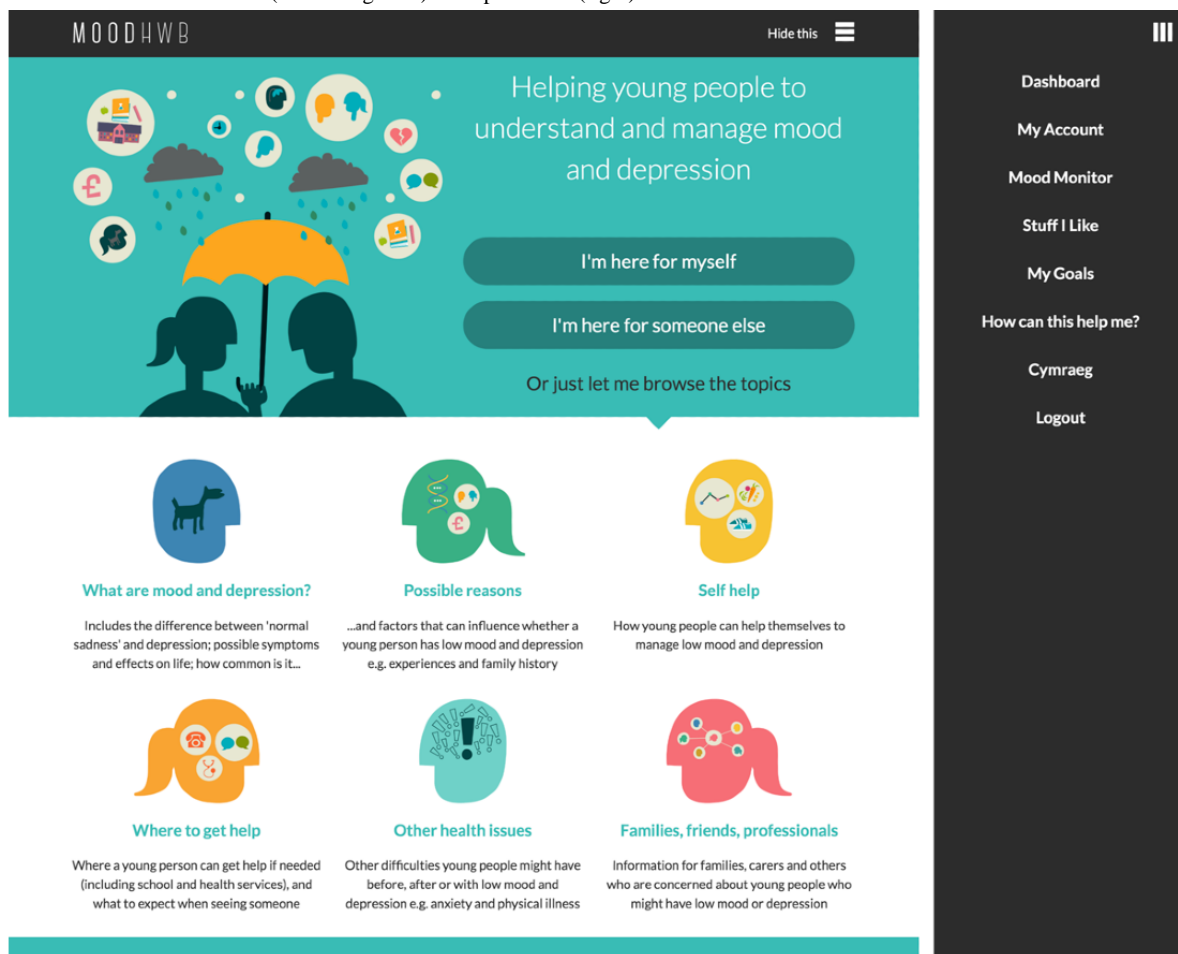 MOODHWB
Hide this
Helping young people to
understand and manage mood
and depression
£
I'm here for myself
I'm here for someone else
Or just let me browse the topics
£
What are mood and depression?
Includes the difference between 'normal
sadness' and depression; possible symptoms
and effects on life; how common is it...
Possible reasons
...and factors that can influence whether a
young person has low mood and depression
e.g. experiences and family history
Self help
How young people can help themselves to
manage low mood and depression
Where to get help
Where a young person can get help if needed
(including school and health services), and
what to expect when seeing someone
Other health issues
Other difficulties young people might have
before, after or with low mood and
depression e.g. anxiety and physical illness
Families, friends, professionals
Information for families, carers and others
who are concerned about young people who
might have low mood or depression
Dashboard
My Account
Mood Monitor
Stuff I Like
My Goals
How can this help me?
Cymraeg
Logout